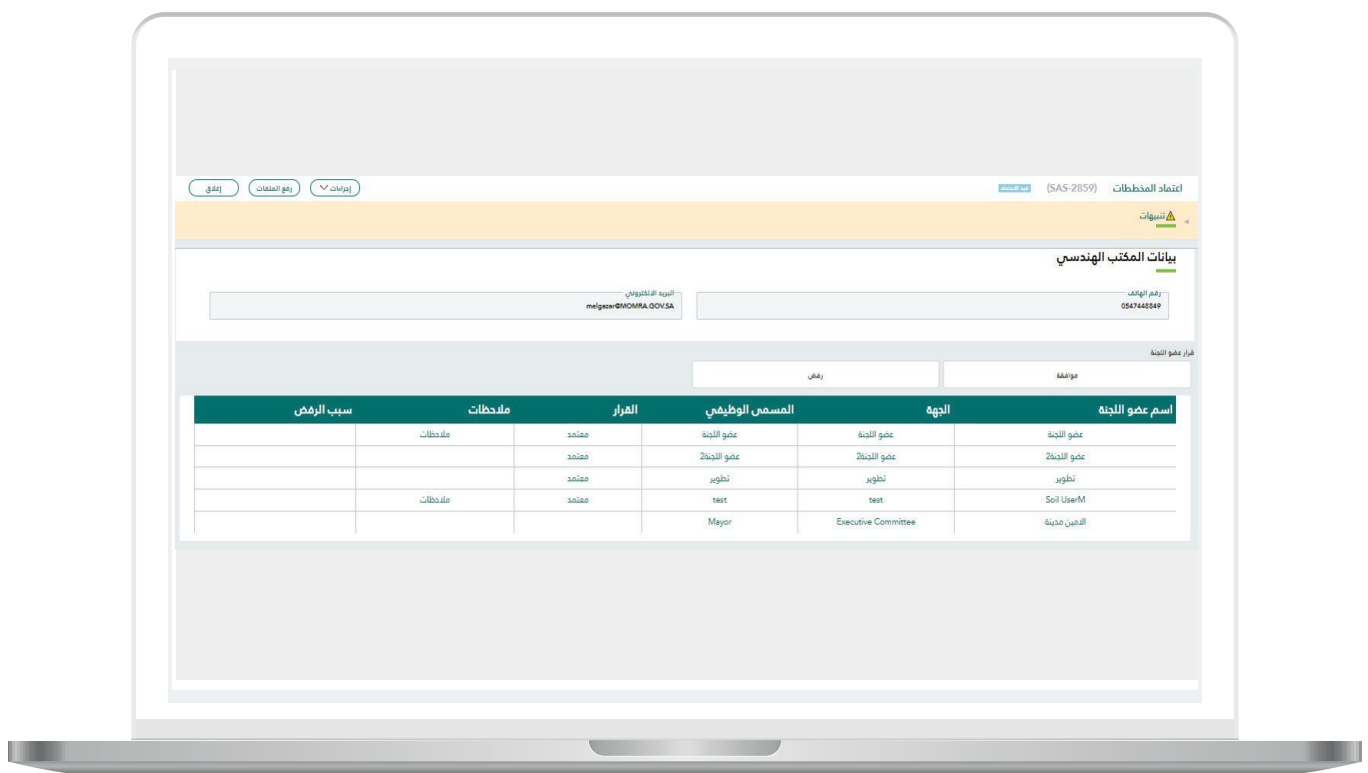 اعتماد المخططات (SAS-2859) قيد الاعتماد إجراءات رفع الملفات إغلاق
تنبيهات
بيانات المكتب الهندسي
رقم الهاتف البريد الالكتروني
0547448849 melgazar@MOMRA.GOV.SA
قرار عضو اللجنة
موافقة رفض
اسم عضو اللجنة الجهة المسمى الوظيفي القرار ملاحظات سبب الرفض
عضو اللجنة عضو اللجنة عضو اللجنة معتمد ملاحظات
عضو اللجنة2 عضو اللجنة2 عضو اللجنة2 معتمد
تطوير تطوير تطوير معتمد
Soil UserM test test معتمد ملاحظات
الامين مدينة Executive Committee Mayor